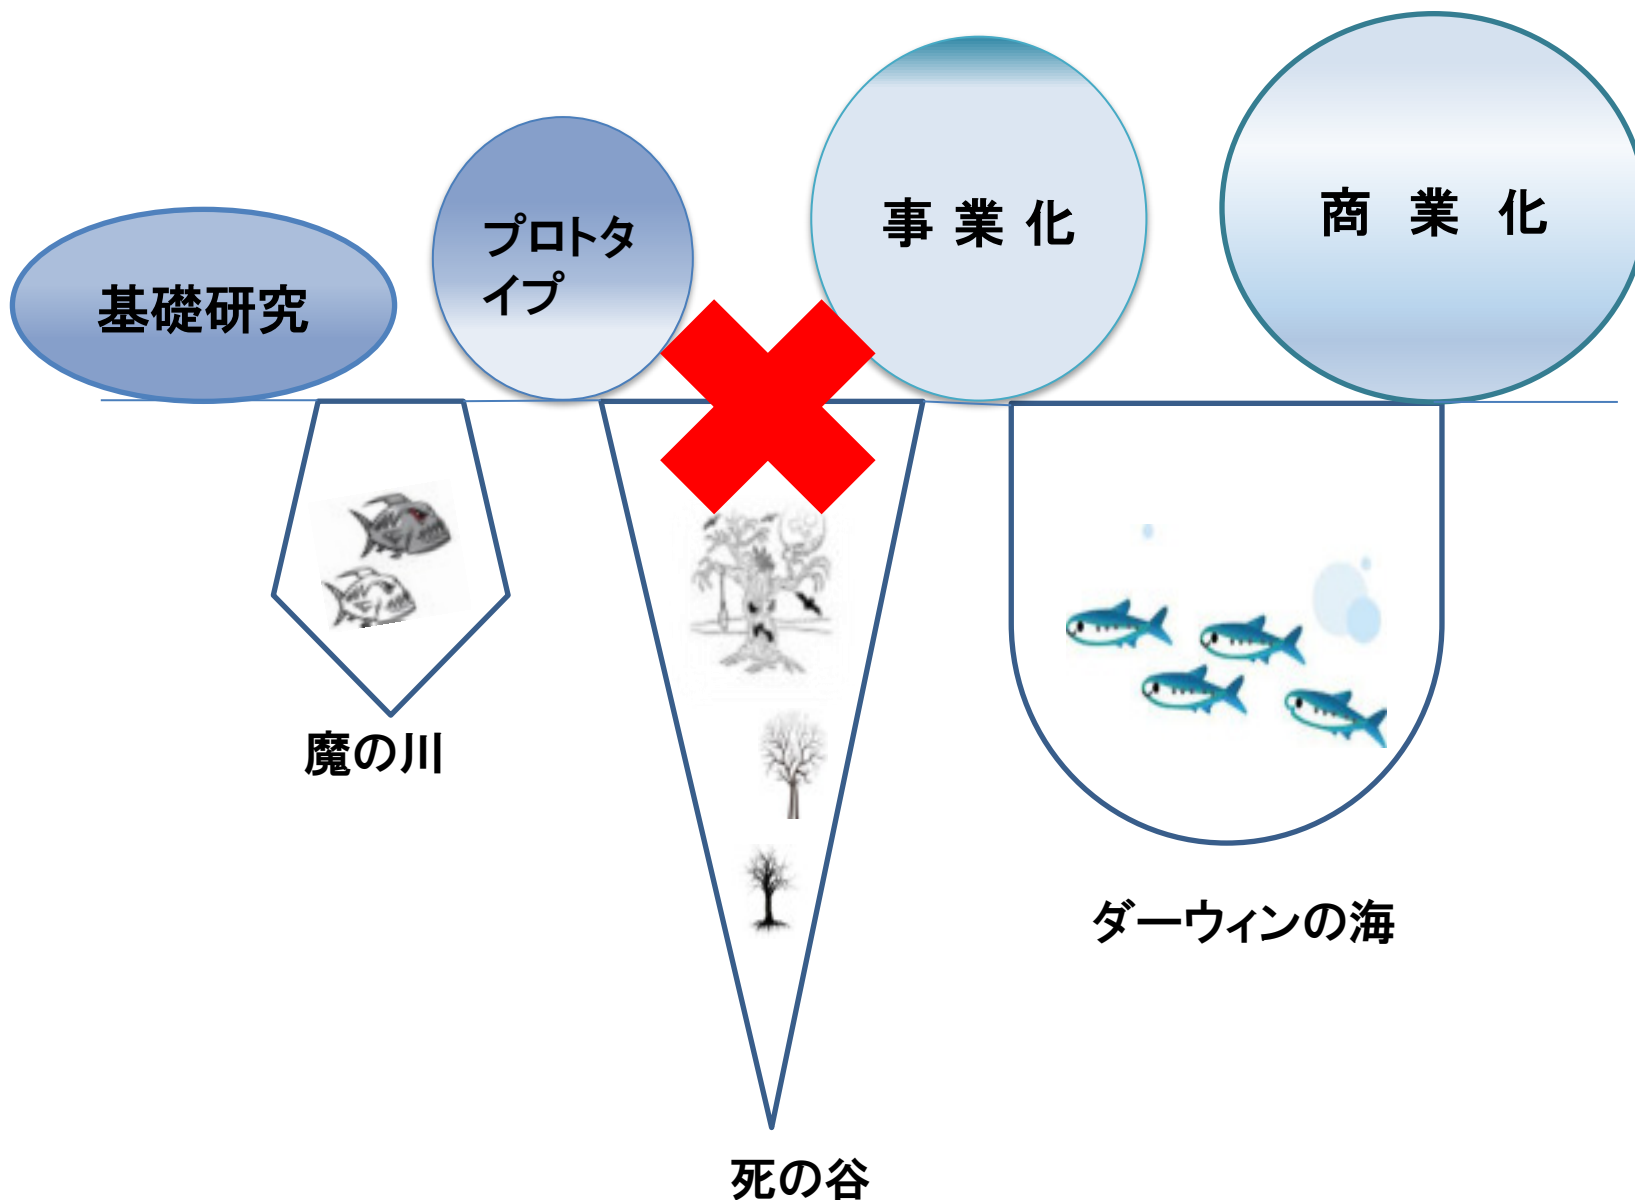 基礎研究
プロトタ
イプ
事 業 化
商 業 化
魔の川
死の谷
ダーウィンの海